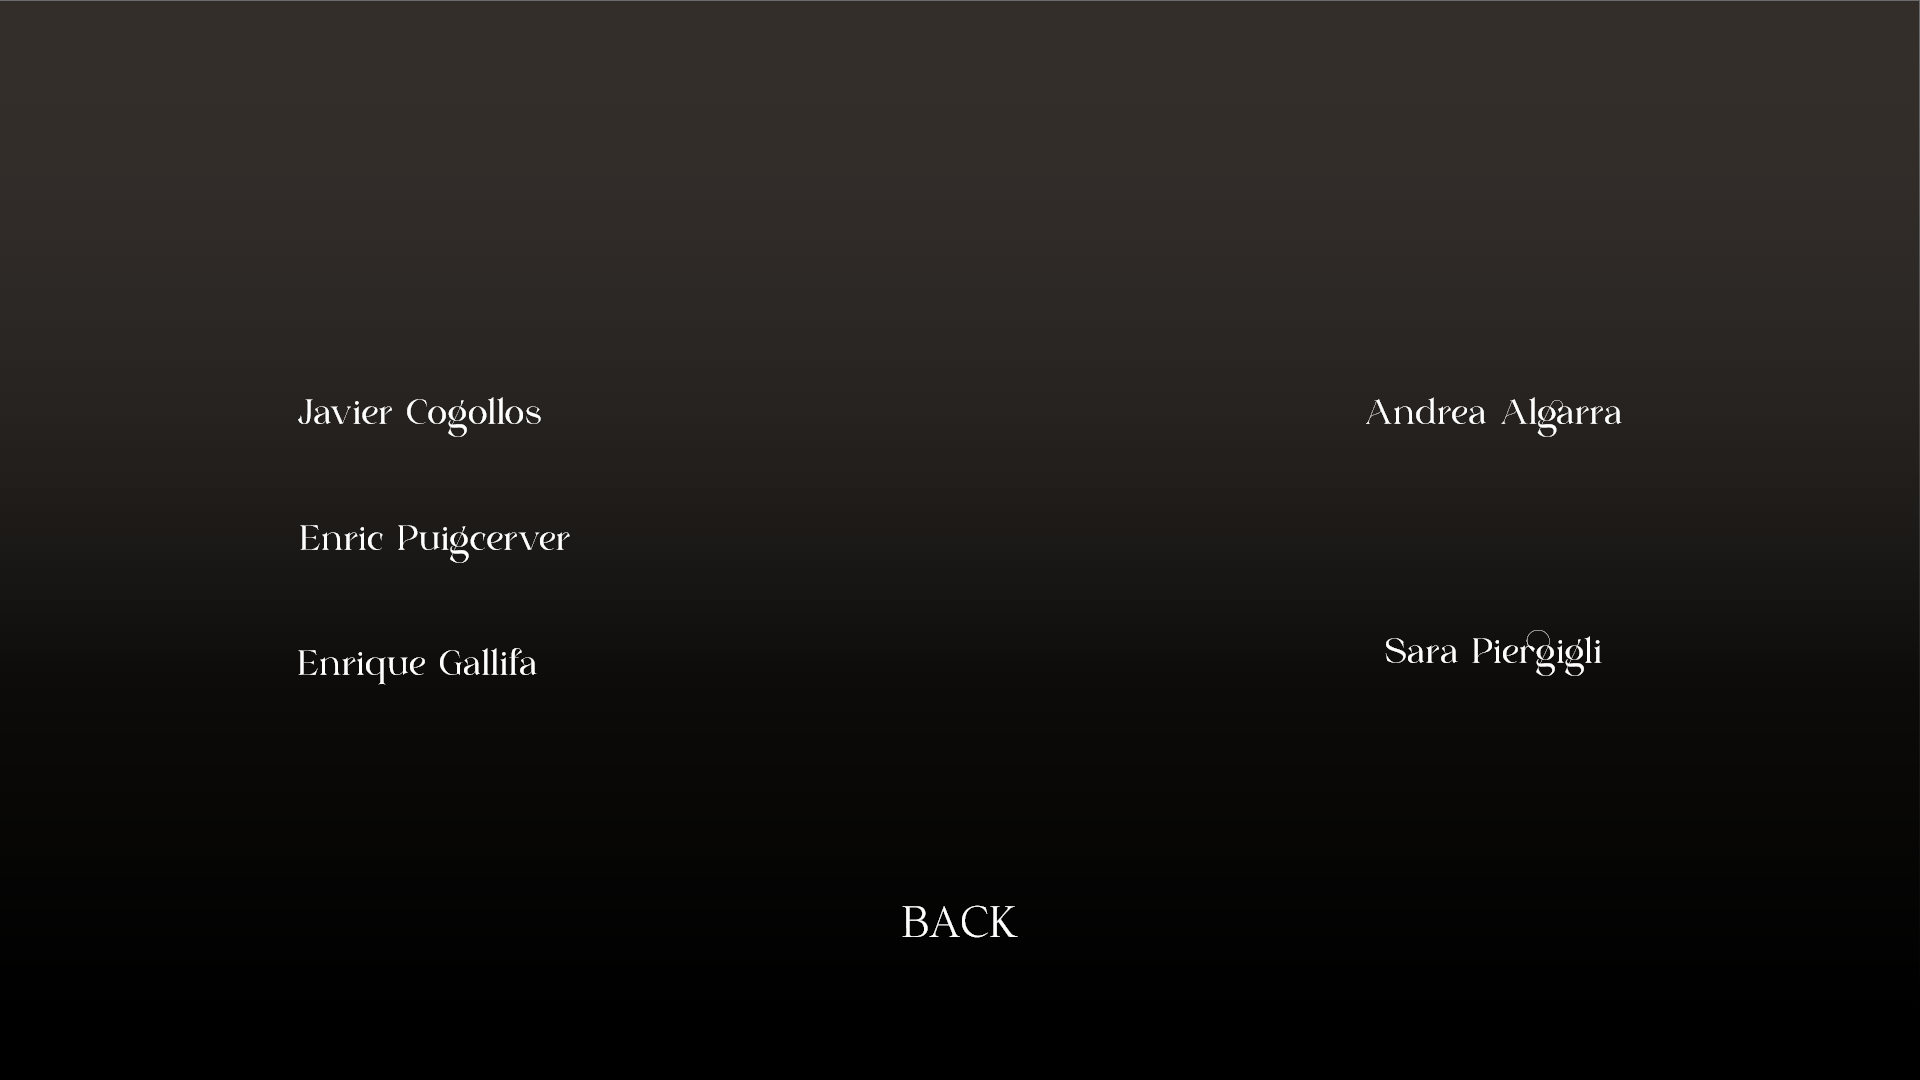 Javier Cogollos
Andrea Algarra
Enric Puigcerver
Enrique Gallifa
Sara Piergigli
BACK